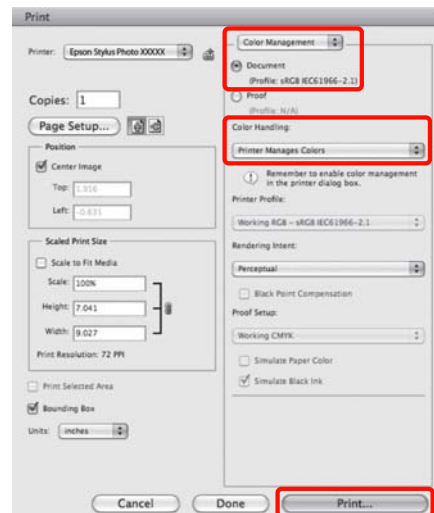 Print
Printer: Epson Stylus Photo XXXXX
Copies: 1
Page Setup...
Position
Center Image
Top: 1.916
Left: -0.631
Scaled Print Size
Scale to Fit Media
Scale: 100%
Height: 7.041
Width: 9.027
Print Resolution: 72 PPI
Print Selected Area
Bounding Box
Units: inches
Color Management
Document
(Profile: sRGB IEC61966-2.1)
Proof
(Profile: N/A)
Color Handling:
Printer Manages Colors
Remember to enable color management
in the printer dialog box.
Printer Profile:
Working RGB - sRGB IEC61966-2.1
Rendering Intent:
Perceptual
Black Point Compensation
Proof Setup:
Working CMYK
Simulate Paper Color
Simulate Black Ink
Cancel
Done
Print...